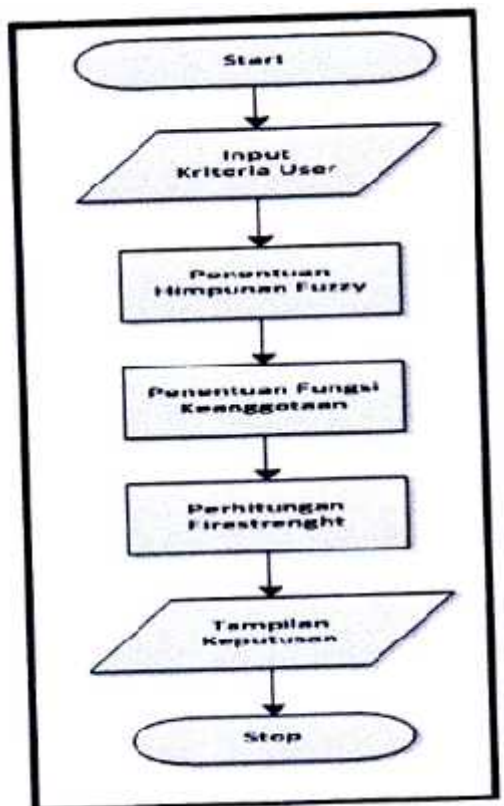 Start
Input
Kriteria User
Penentuan
Himpunan Fuzzy
Penentuan Fungsi
Keanggotaan
Perhitungan
Firestrenght
Tampilan
Keputusan
Stop